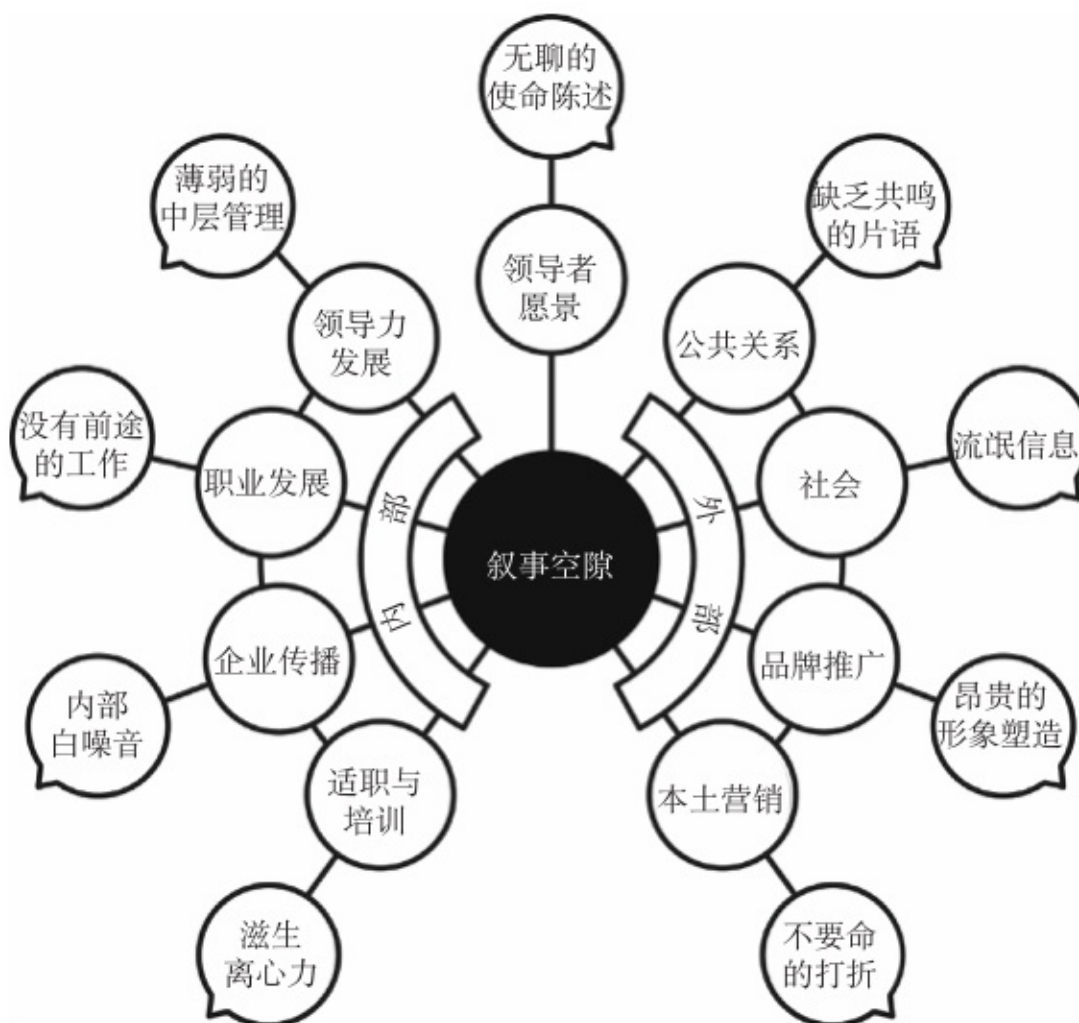 无聊的
使命陈述
薄弱的
中层管理
缺乏共鸣
的片语
领导者
愿景
领导力
发展
公共关系
没有前途
的工作
职业发展
社会
流氓信息
内部
外部
叙事空隙
企业传播
品牌推广
内部
白噪音
昂贵的
形象塑造
适职与
培训
本土营销
滋生
离心力
不要命
的打折